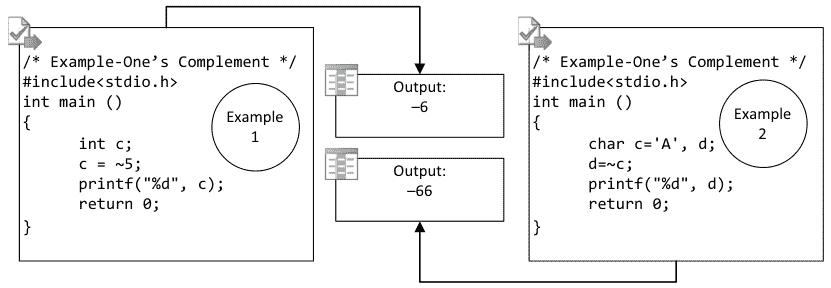 /* Example-One’s Complement */
#include<stdio.h>
int main ()
{
int c;
c = ~5;
printf("%d", c);
return 0;
}
Example
1
Output:
–6
Output:
–66
/* Example-One’s Complement */
#include<stdio.h>
int main ()
{
char c='A', d;
d=~c;
printf("%d", d);
return 0;
}
Example
2